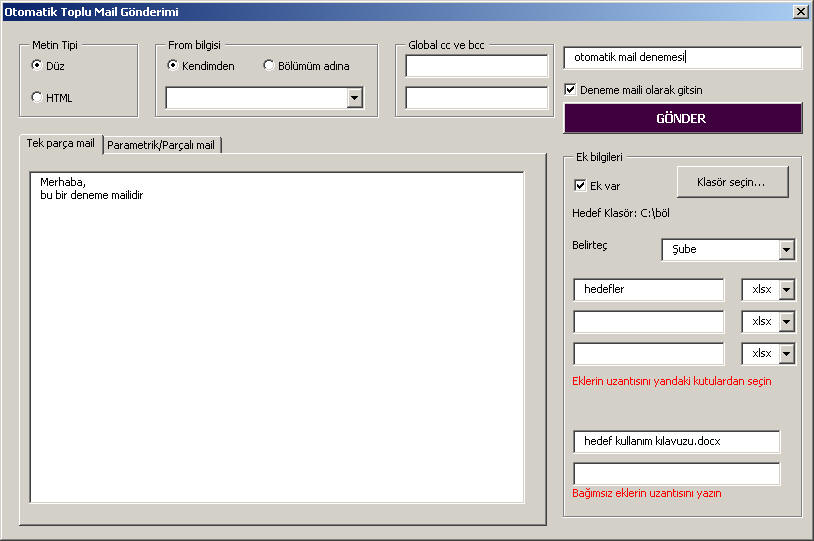 Otomatik Toplu Mail Gönderimi
Metin Tipi
Düz
HTML
From bilgisi
Kendimden
Bölümüm adına
Global cc ve bcc
otomatik mail denemesi
Deneme maili olarak gitsin
GÖNDER
Tek parça mail
Parametrik/Parçalı mail
Merhaba,
bu bir deneme mailidir
Ek bilgileri
Ek var
Klasör seçin...
Hedef Klasör: C:\böl
Belirteç
Şube
hedefler
xlsx
xlsx
xlsx
Eklerin uzantısını yandaki kutulardan seçin
hedef kullanım kılavuzu.docx
Bağımsız eklerin uzantısını yazın